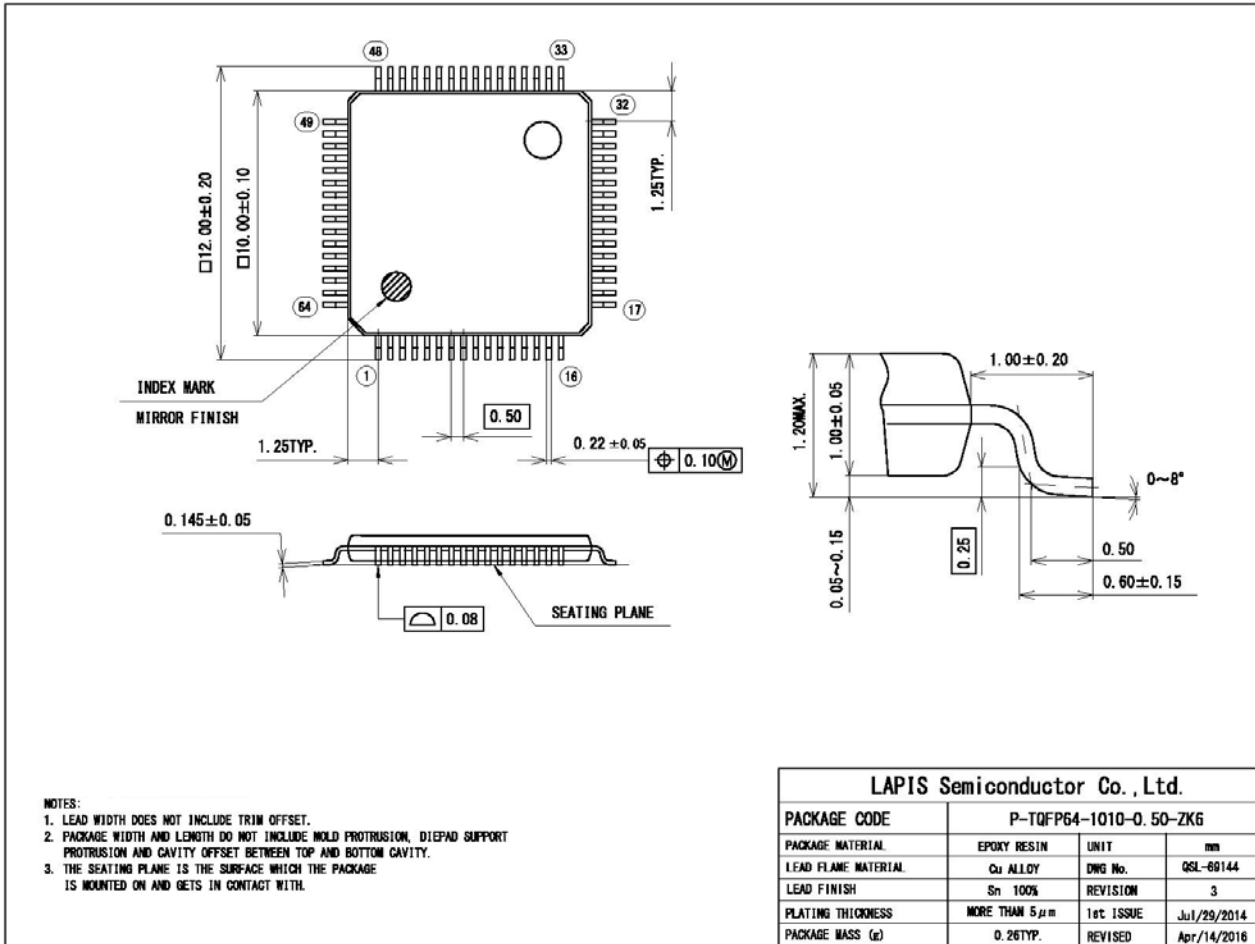 48
33
32
49
1.25TYP.
□12.00±0.20
□10.00±0.10
64
17
1
16
INDEX MARK
MIRROR FINISH
0.50
1.25TYP.
0.22 ±0.05
⌖ 0.10Ⓜ
0.145±0.05
⌓ 0.08
SEATING PLANE
1.00±0.20
1.20MAX.
1.00±0.05
0~8°
0.05~0.15
0.25
0.50
0.60±0.15
NOTES:
1. LEAD WIDTH DOES NOT INCLUDE TRIM OFFSET.
2. PACKAGE WIDTH AND LENGTH DO NOT INCLUDE MOLD PROTRUSION, DIEPAD SUPPORT
PROTRUSION AND CAVITY OFFSET BETWEEN TOP AND BOTTOM CAVITY.
3. THE SEATING PLANE IS THE SURFACE WHICH THE PACKAGE
IS MOUNTED ON AND GETS IN CONTACT WITH.
LAPIS Semiconductor Co.,Ltd.
PACKAGE CODE P-TQFP64-1010-0.50-ZK6
PACKAGE MATERIAL EPOXY RESIN UNIT mm
LEAD FLAME MATERIAL Cu ALLOY DWG No. QSL-69144
LEAD FINISH Sn 100% REVISION 3
PLATING THICKNESS MORE THAN 5μm 1st ISSUE Jul/29/2014
PACKAGE MASS (g) 0.26TYP. REVISED Apr/14/2016